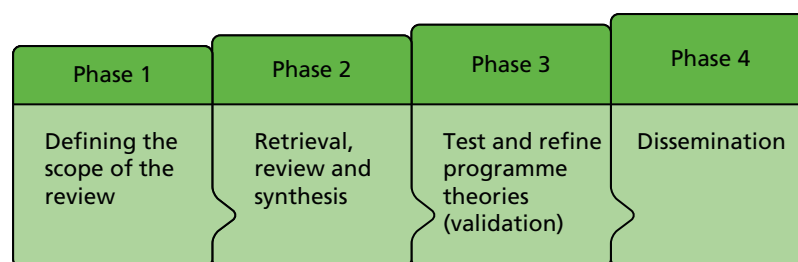 Phase 1
Phase 2
Phase 3
Phase 4
Defining the
scope of the
review
Retrieval,
review and
synthesis
Test and refine
programme
theories
(validation)
Dissemination